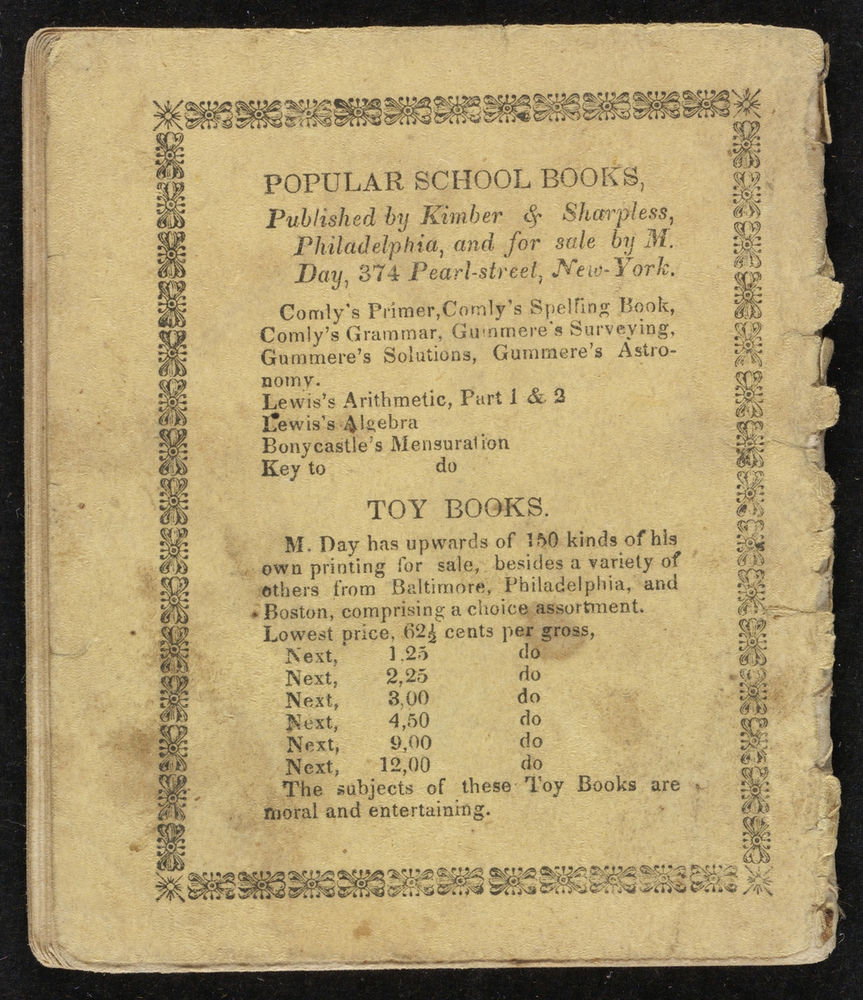 POPULAR SCHOOL BOOKS,
Published by Kimber & Sharpless,
Philadelphia, and for sale by M.
Day, 374 Pearl-street, New-York.
Comly's Primer,Comly's Spelling Book,
Comly's Grammar, Gummere's Surveying,
Gummere's Solutions, Gummere's Astro-
nomy.
Lewis's Arithmetic, Part 1 & 2
Lewis's Algebra
Bonycastle's Mensuration
Key to do
TOY BOOKS.
M. Day has upwards of 150 kinds of his
own printing for sale, besides a variety of
others from Baltimore, Philadelphia, and
Boston, comprising a choice assortment.
Lowest price, 62½ cents per gross,
Next, 1.25 do
Next, 2,25 do
Next, 3,00 do
Next, 4,50 do
Next, 9,00 do
Next, 12,00 do
The subjects of these Toy Books are
moral and entertaining.